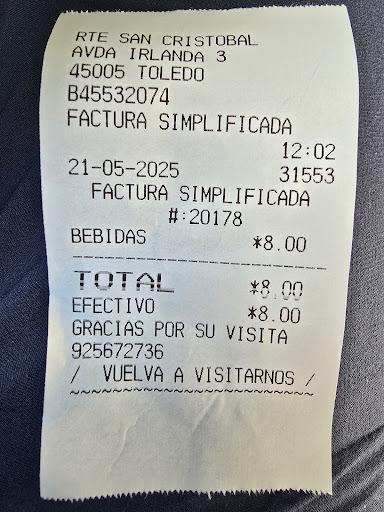 RTE SAN CRISTOBAL
AVDA IRLANDA 3
45005 TOLEDO
B45532074
FACTURA SIMPLIFICADA
12:02
21-05-2025 31553
FACTURA SIMPLIFICADA
#:20178
BEBIDAS *8.00
TOTAL *8.00
EFECTIVO *8.00
GRACIAS POR SU VISITA
925672736
/ VUELVA A VISITARNOS /